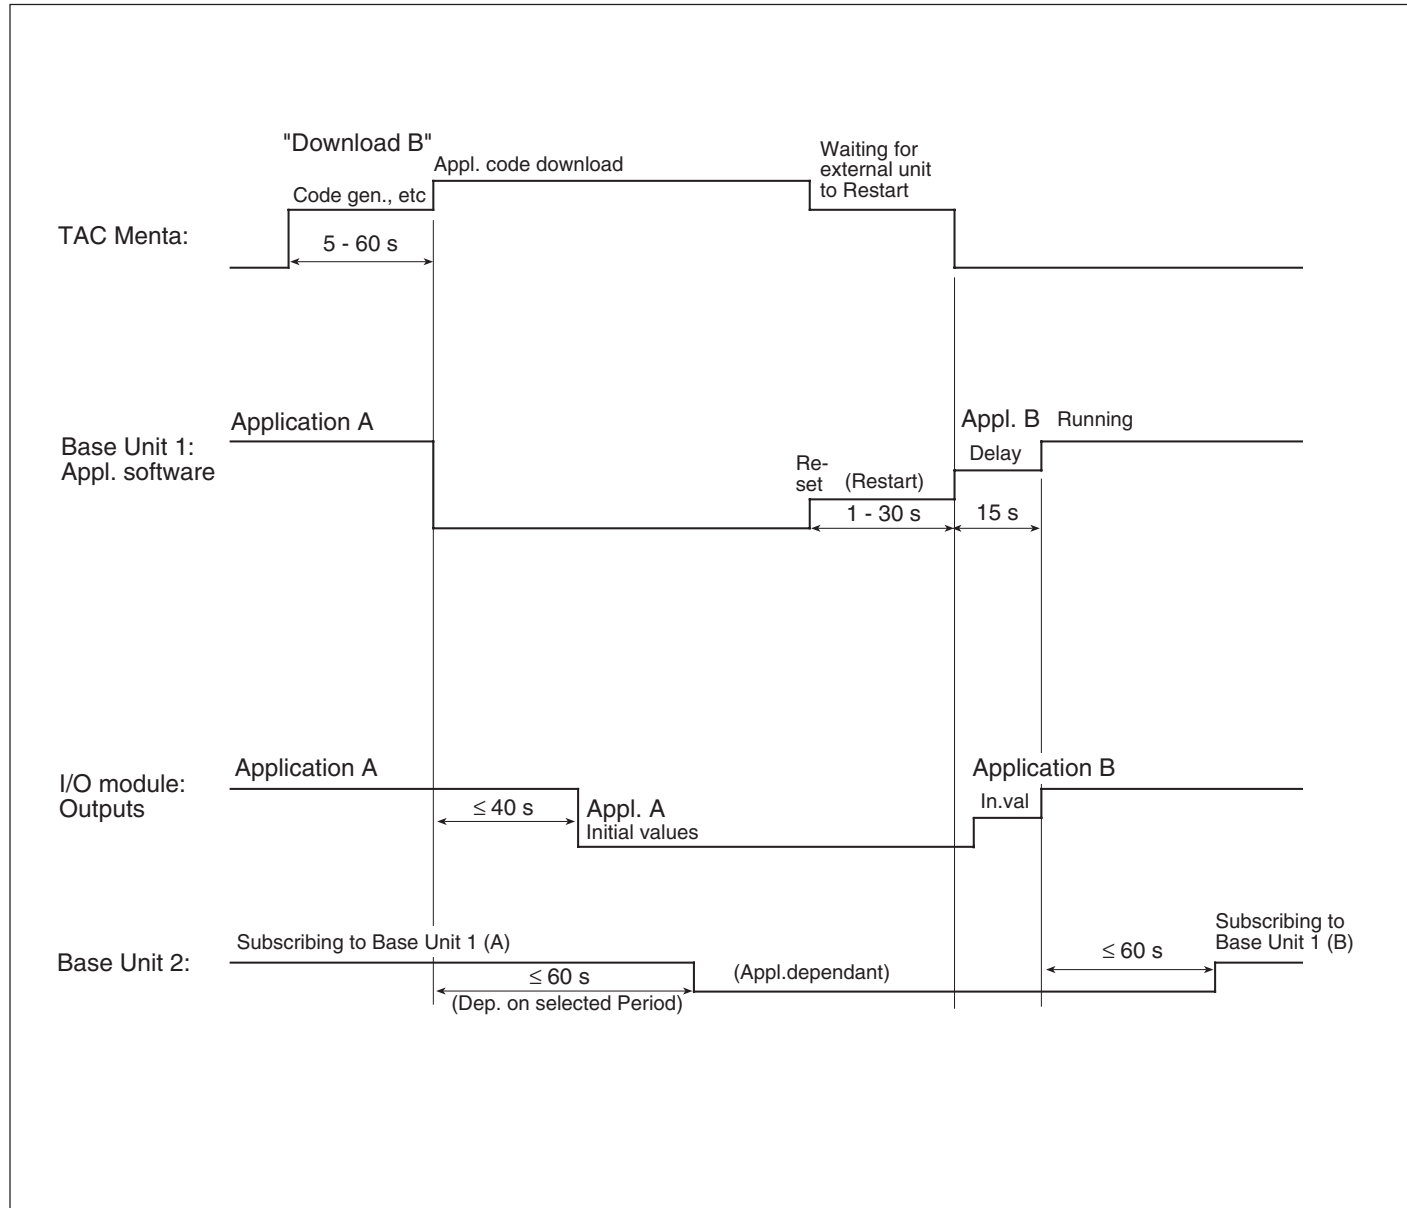 "Download B"
Appl. code download
Waiting for
external unit
to Restart
Code gen., etc
TAC Menta:
5 - 60 s
Application A
Appl. B Running
Base Unit 1:
Appl. software
Delay
Re-
set
(Restart)
1 - 30 s
15 s
Application A
Application B
I/O module:
Outputs
≤ 40 s
Appl. A
Initial values
In.val
Subscribing to
Base Unit 1 (B)
Subscribing to Base Unit 1 (A)
Base Unit 2:
≤ 60 s
(Dep. on selected Period)
(Appl.dependant)
≤ 60 s